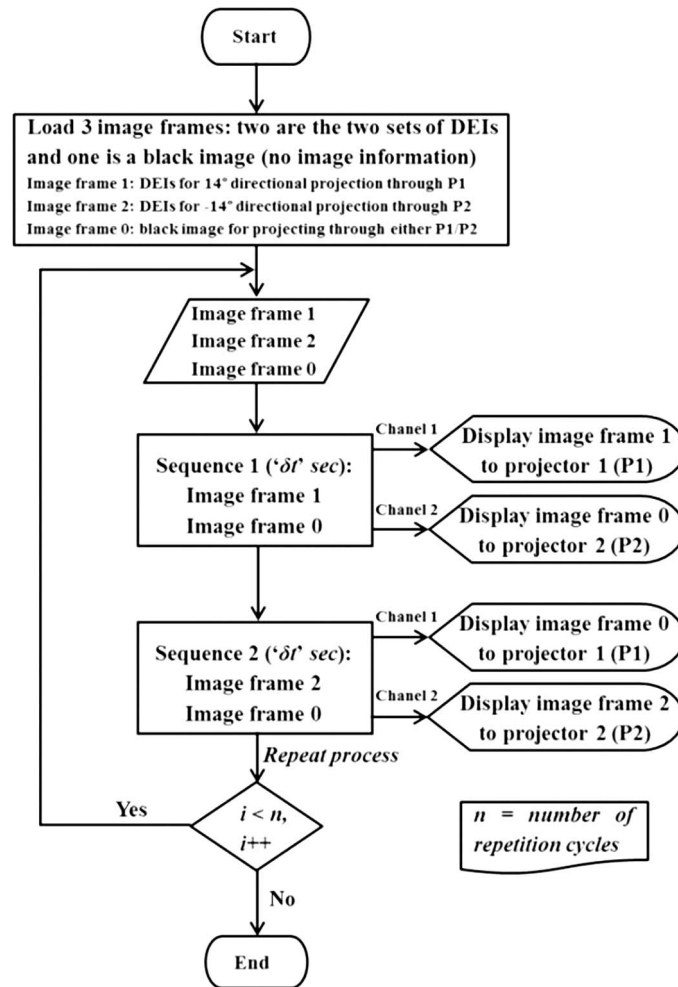 Start
Load 3 image frames: two are the two sets of DEIs
and one is a black image (no image information)
Image frame 1: DEIs for 14° directional projection through P1
Image frame 2: DEIs for -14° directional projection through P2
Image frame 0: black image for projecting through either P1/P2
Image frame 1
Image frame 2
Image frame 0
Sequence 1 (‘δt’ sec):
Image frame 1
Image frame 0
Chanel 1
Display image frame 1
to projector 1 (P1)
Chanel 2
Display image frame 0
to projector 2 (P2)
Sequence 2 (‘δt’ sec):
Image frame 2
Image frame 0
Chanel 1
Display image frame 0
to projector 1 (P1)
Chanel 2
Display image frame 2
to projector 2 (P2)
Repeat process
Yes
i < n,
i++
n = number of
repetition cycles
No
End